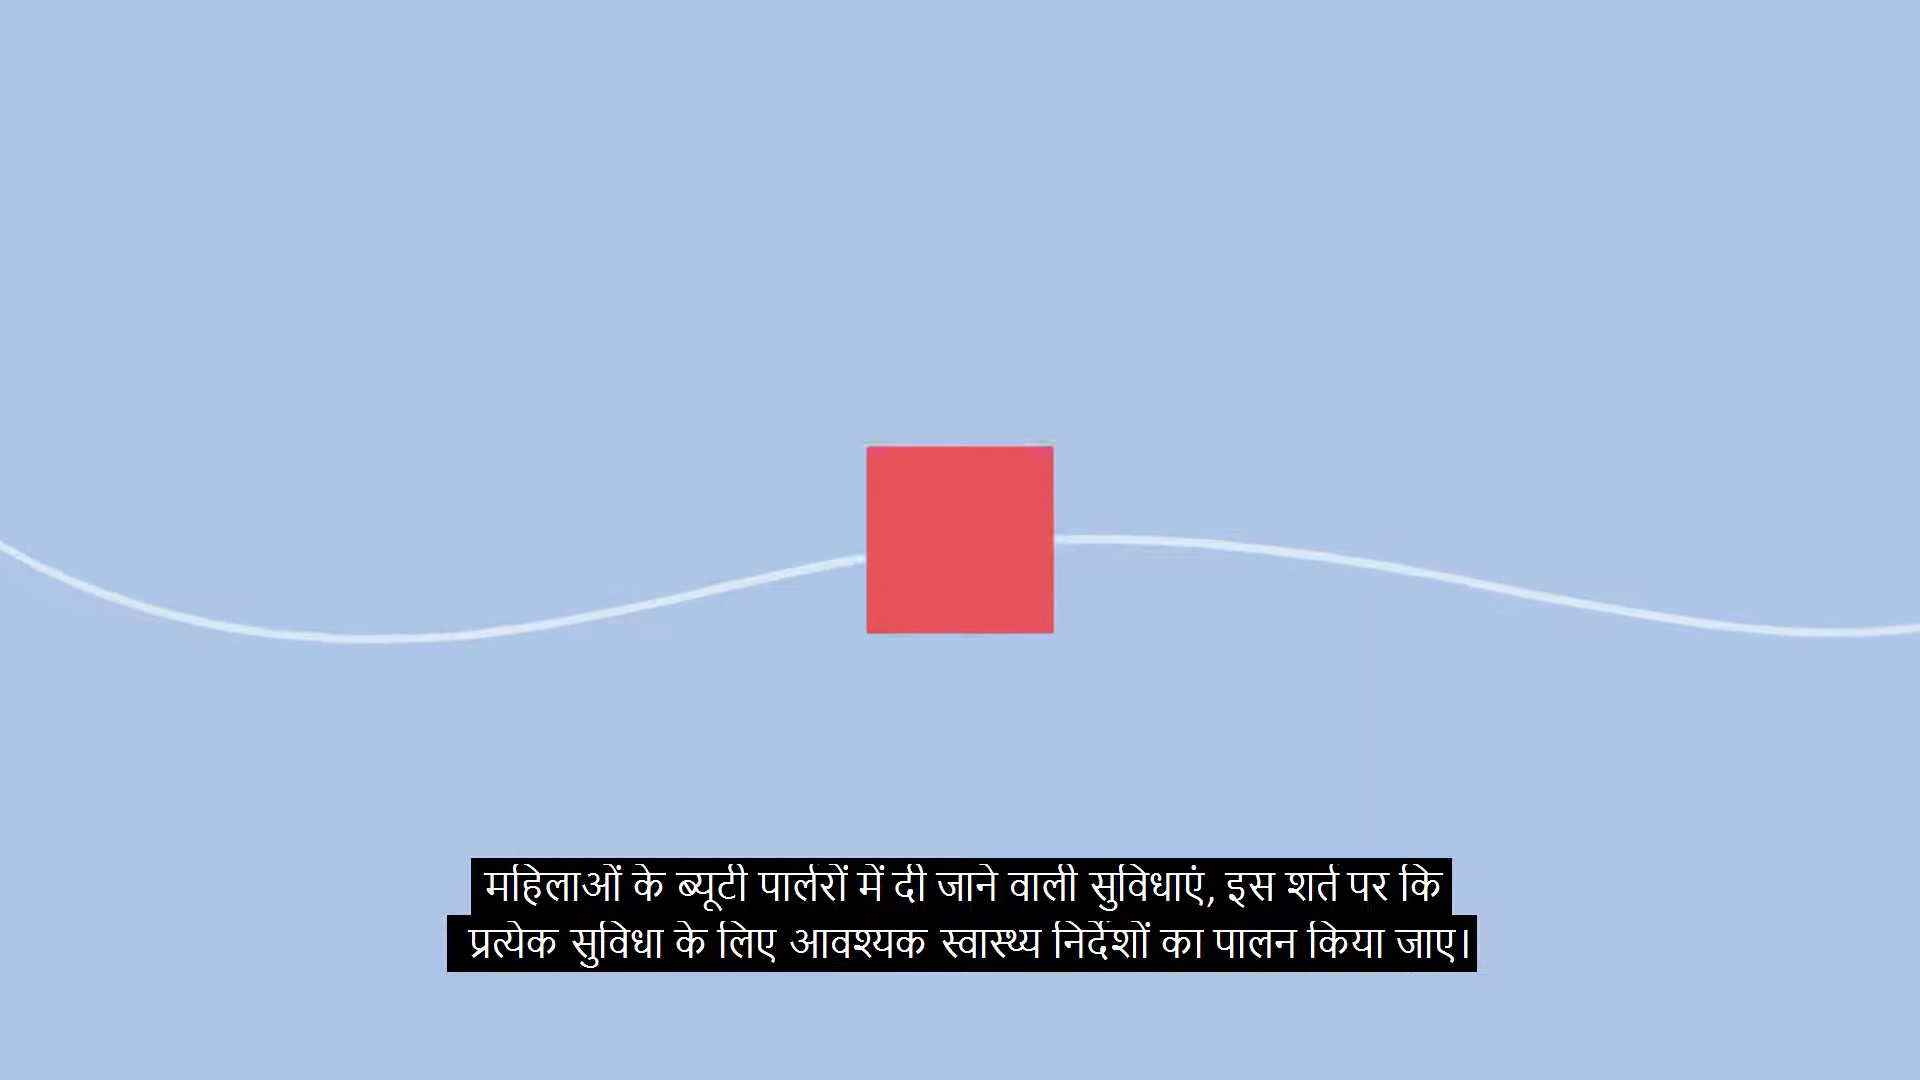 महिलाओं के ब्यूटी पार्लरों में दी जाने वाली सुविधाएं, इस शर्त पर कि
प्रत्येक सुविधा के लिए आवश्यक स्वास्थ्य निर्देशों का पालन किया जाए।